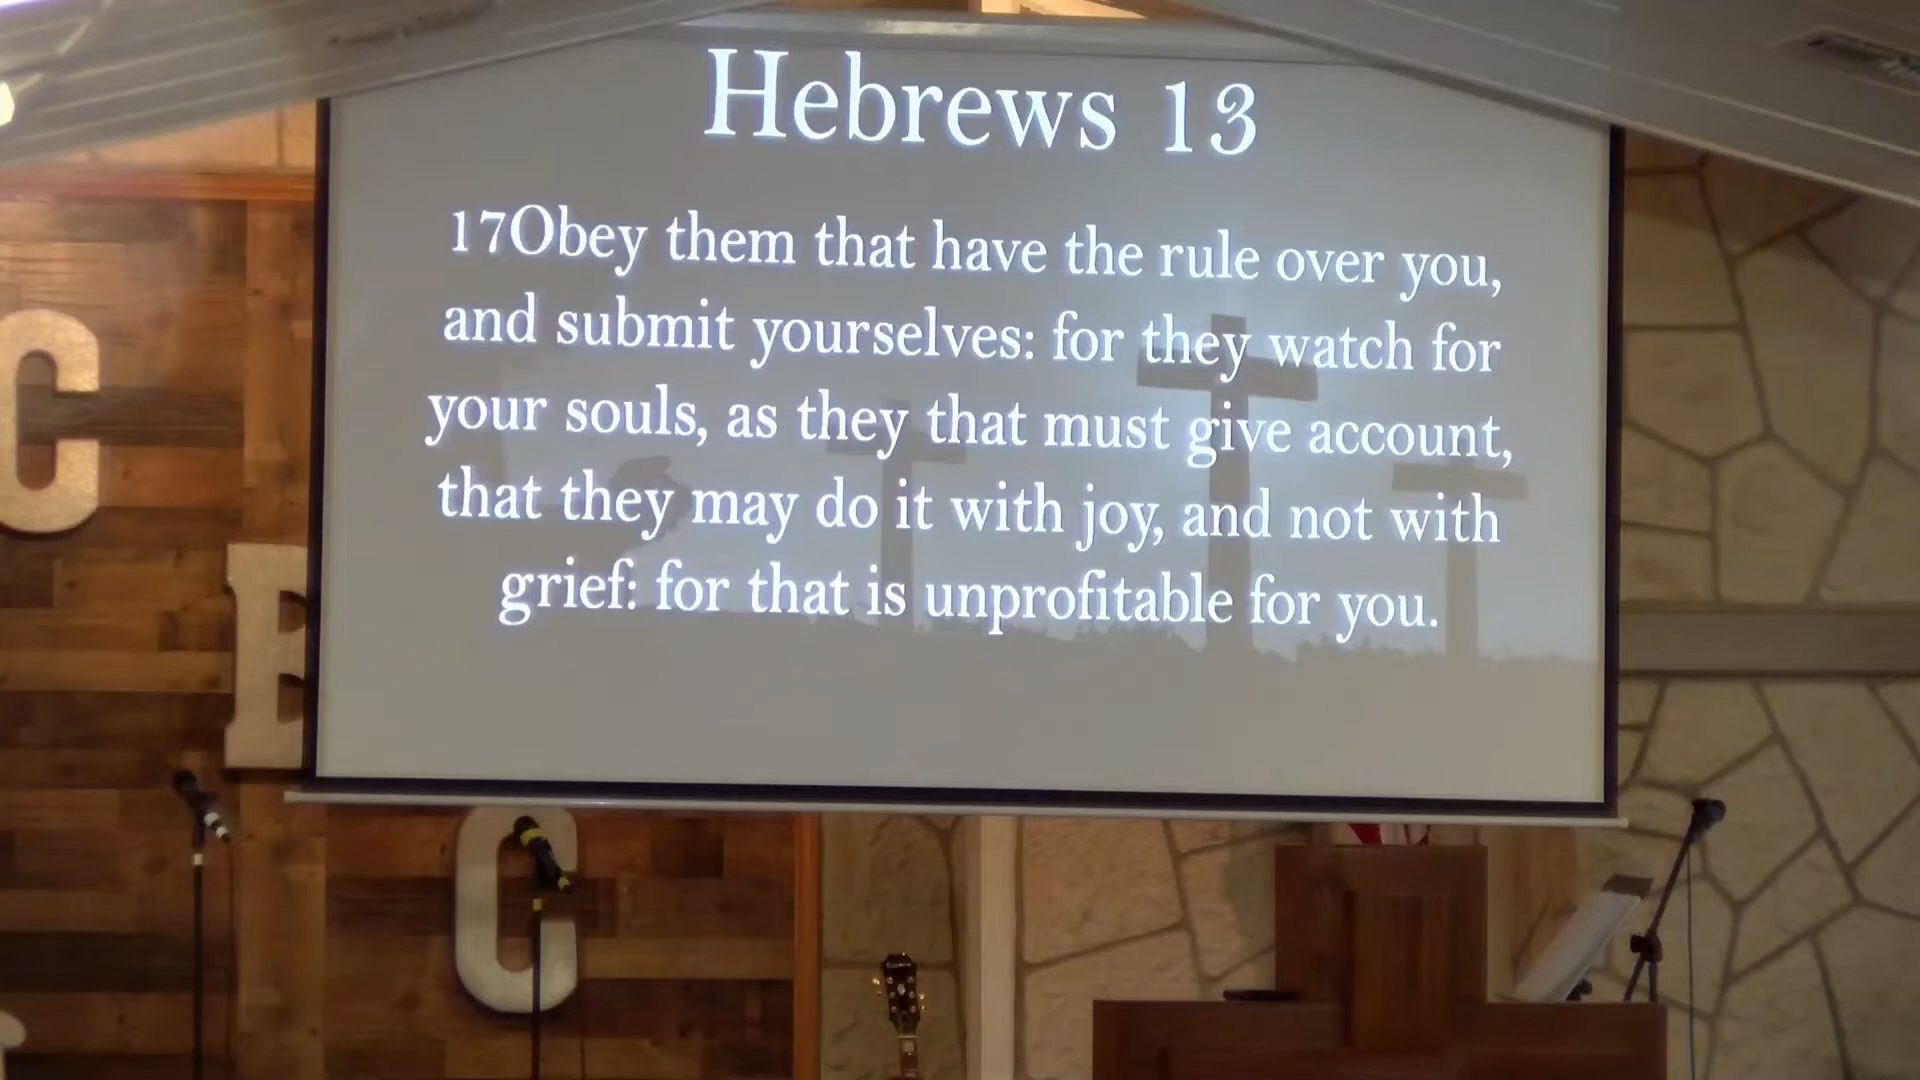 Hebrews 13
17Obey them that have the rule over you,
and submit yourselves: for they watch for
your souls, as they that must give account,
that they may do it with joy, and not with
grief: for that is unprofitable for you.
C
E
C